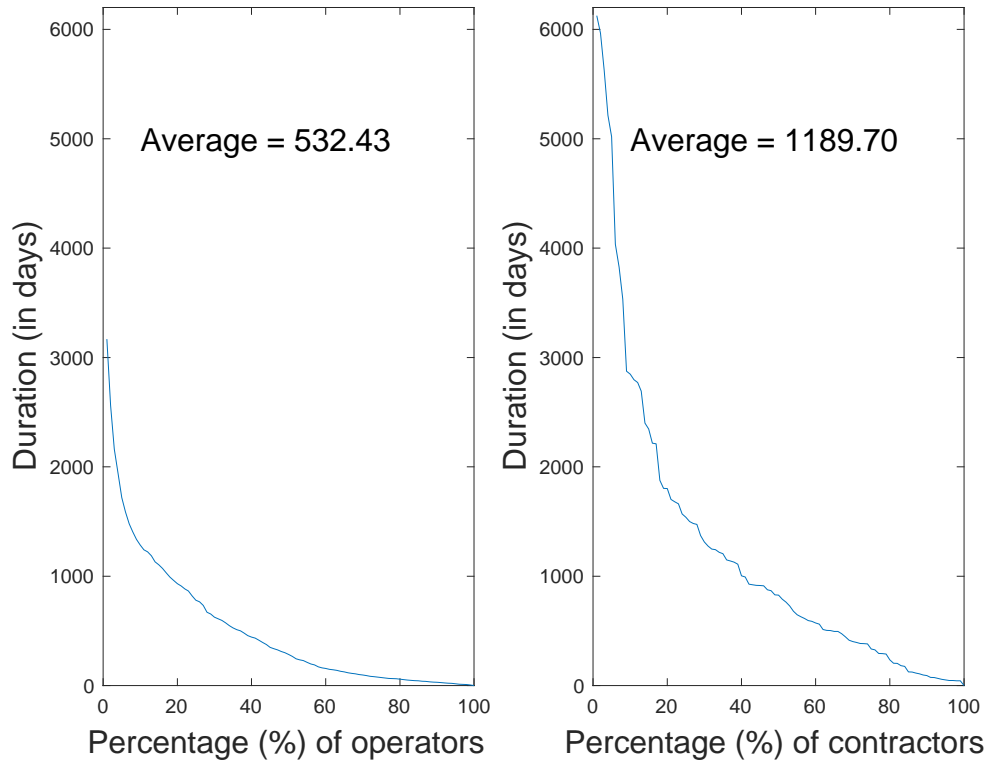 6000
5000
4000
3000
2000
1000
0
Duration (in days)
Average = 532.43
0 20 40 60 80 100
Percentage (%) of operators
6000
5000
4000
3000
2000
1000
0
Duration (in days)
Average = 1189.70
0 20 40 60 80 100
Percentage (%) of contractors